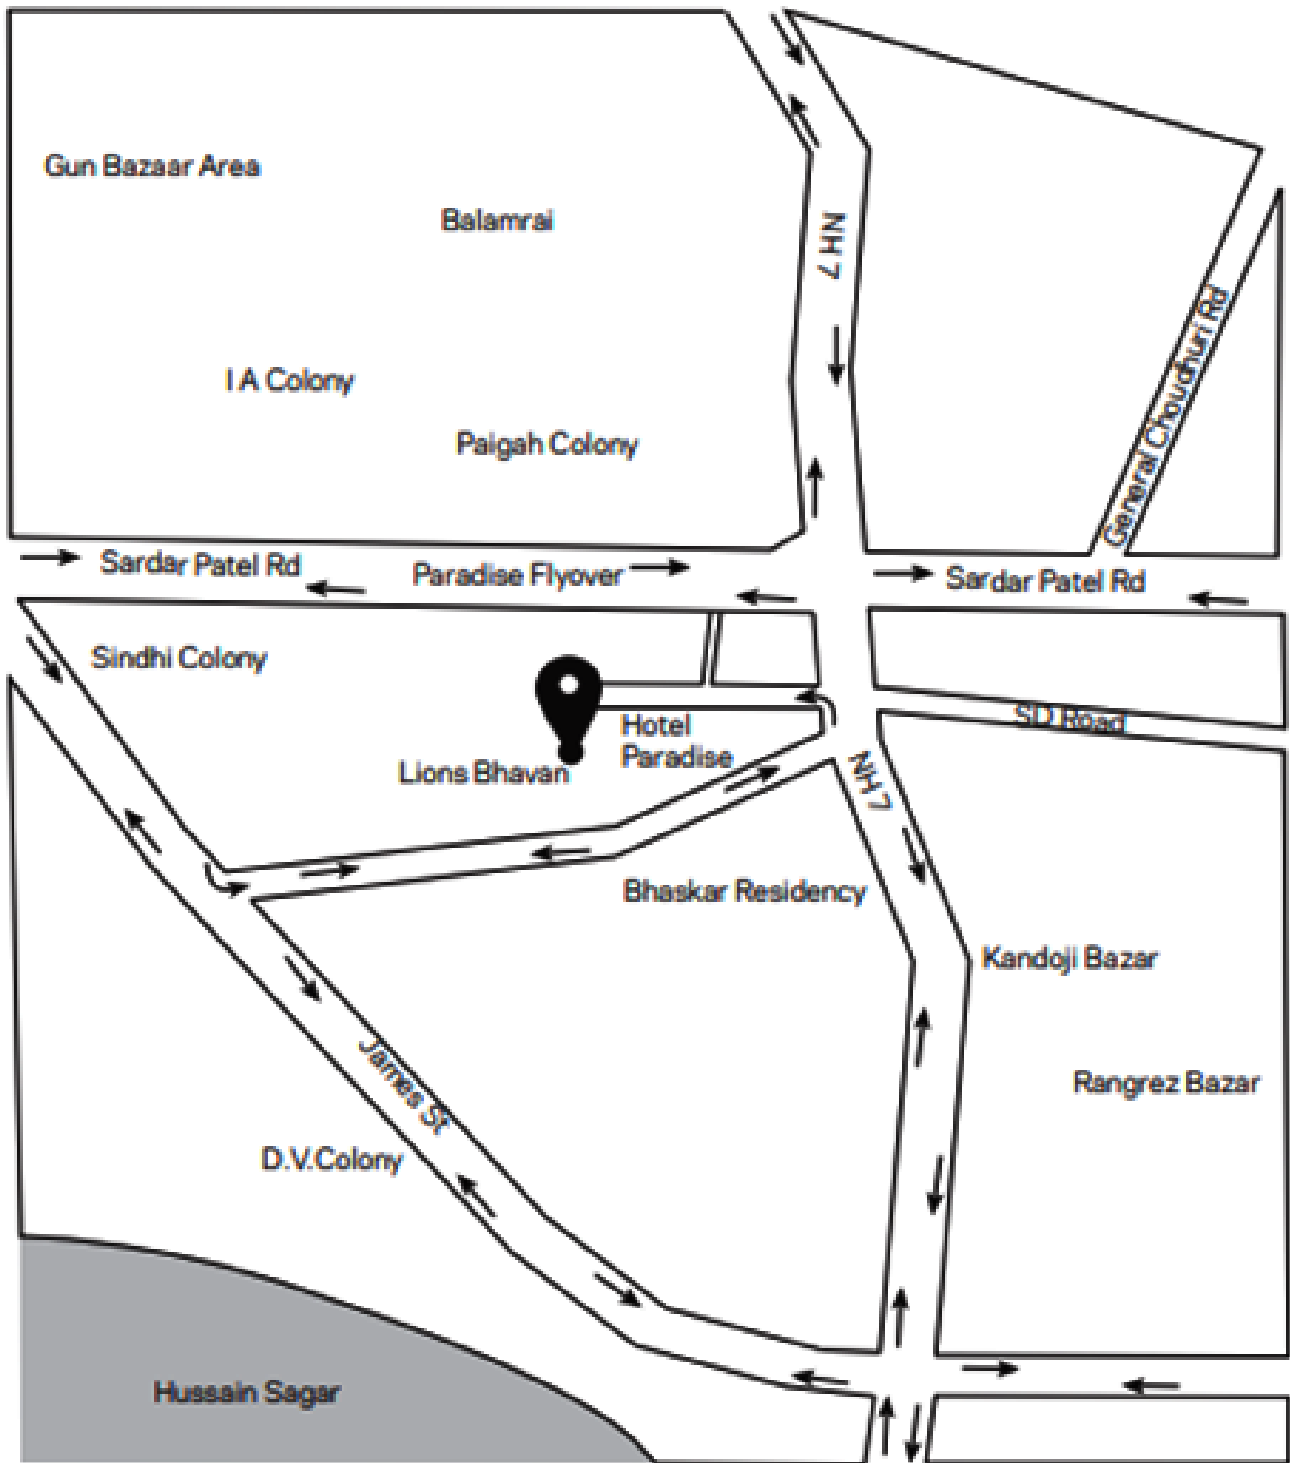 Gun Bazaar Area
Balamrai
NH 7
General Choudhuri Rd
I A Colony
Paigah Colony
Sardar Patel Rd
Paradise Flyover
Sardar Patel Rd
Sindhi Colony
SD Road
Hotel
Paradise
Lions Bhavan
NH 7
Bhaskar Residency
Kandoji Bazar
James St
Rangrez Bazar
D.V.Colony
Hussain Sagar